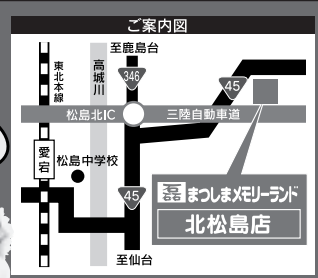 ご案内図
至鹿島台
東北本線
高城川
346
45
松島北IC
三陸自動車道
愛宕
松島中学校
45
磊 まつしまメモリーランド
北松島店
至仙台